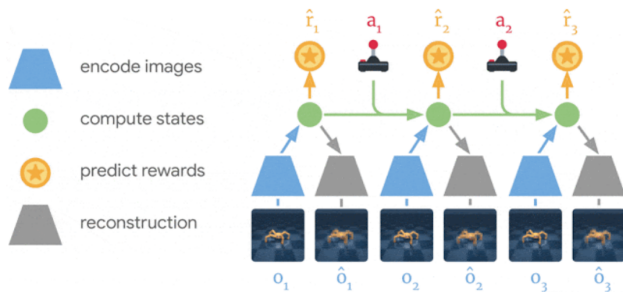 r̂₁ a₁ r̂₂ a₂ r̂₃
encode images
compute states
predict rewards
reconstruction
o₁ ô₁ o₂ ô₂ o₃ ô₃